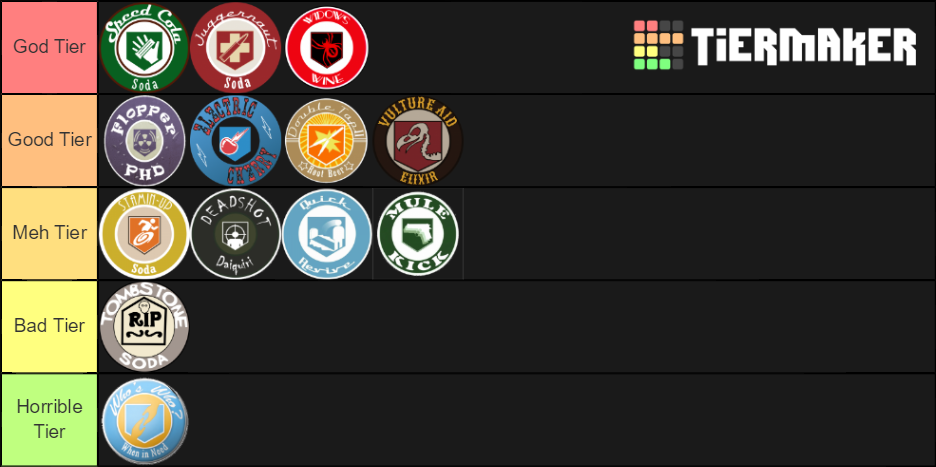 God Tier
Speed Cola
Soda
Juggernaut
Soda
WIDOWS
WINE
TiERMAKER
Good Tier
Flopper
PHD
ELECTRIC
CHERRY
Double Tap
Root Beer
VULTURE AID
ELIXIR
Meh Tier
STAMIN-UP
Soda
DEADSHOT
Daiquiri
Quick
Revive
MULE
KICK
Bad Tier
TOMBSTONE
RIP
SODA
Horrible
Tier
Who's Who?
When in Need